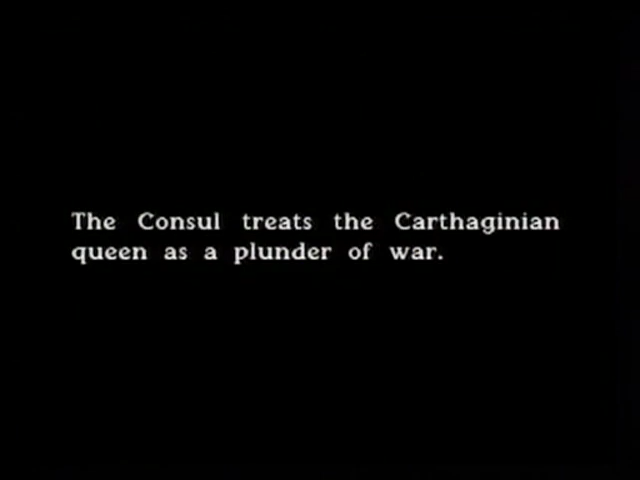 The Consul treats the Carthaginian
queen as a plunder of war.